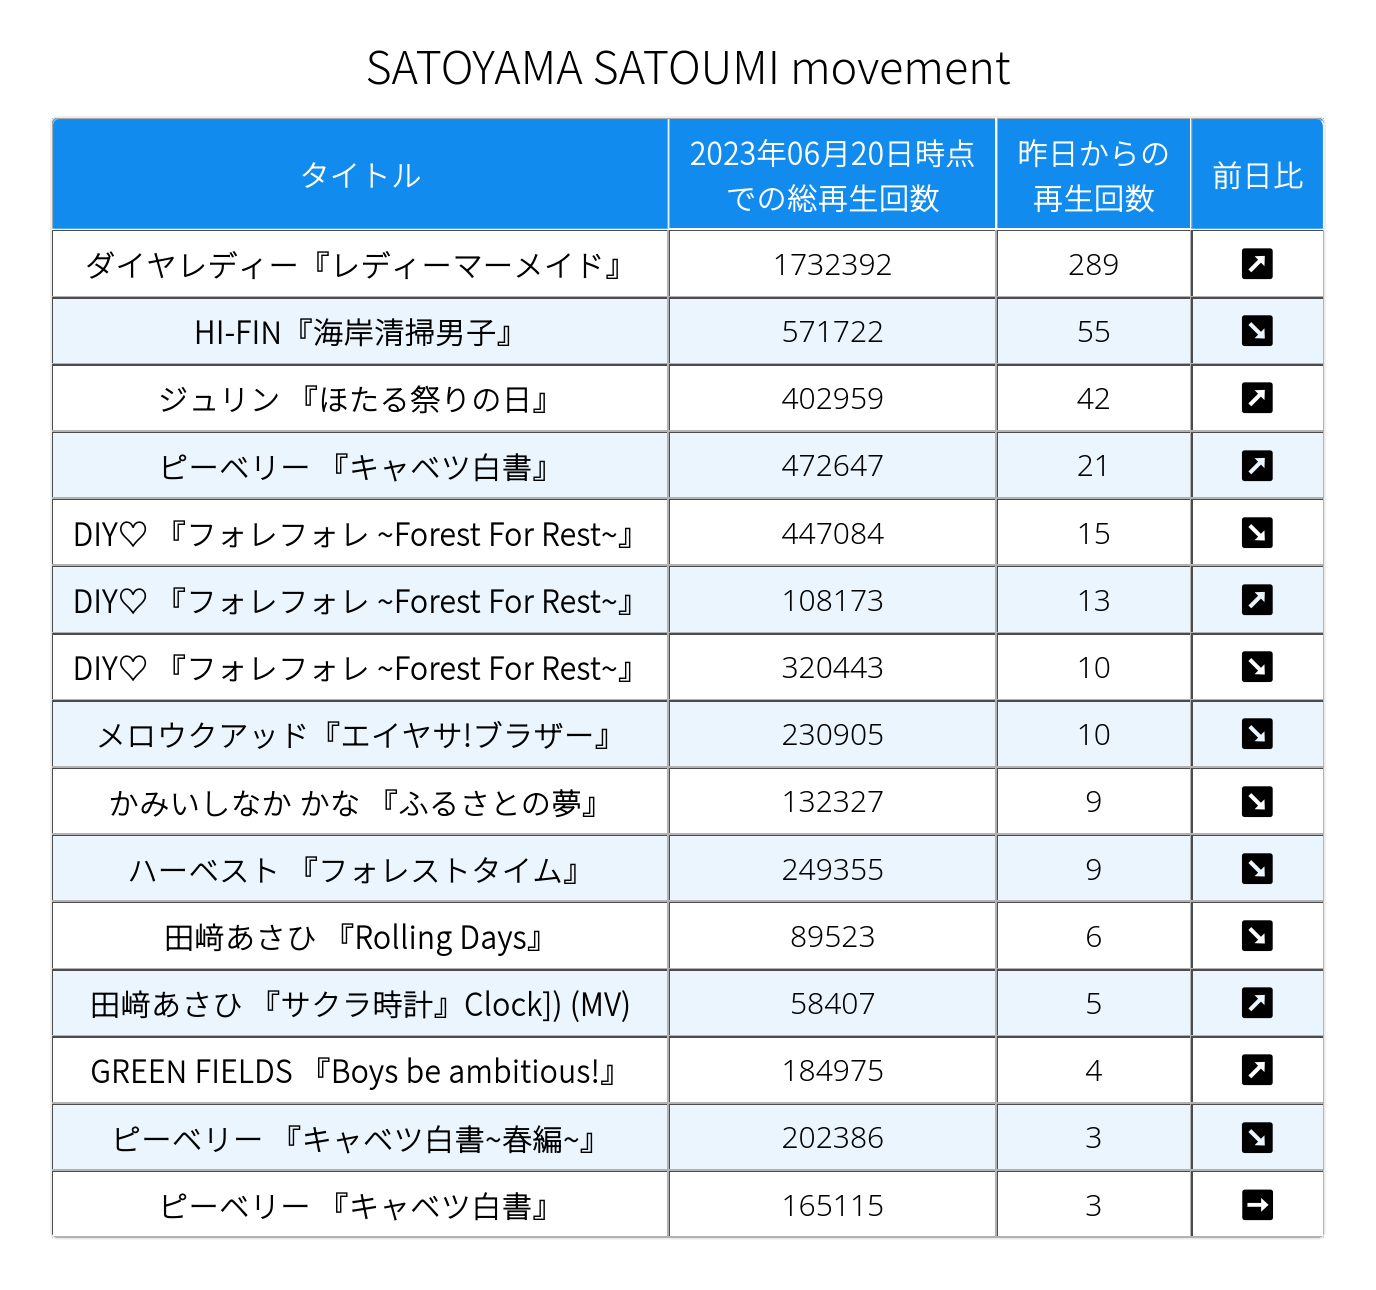 SATOYAMA SATOUMI movement
タイトル 2023年06月20日時点での総再生回数 昨日からの再生回数 前日比
ダイヤレディー『レディーマーメイド』 1732392 289 ↗
HI-FIN『海岸清掃男子』 571722 55 ↘
ジュリン 『ほたる祭りの日』 402959 42 ↗
ピーベリー 『キャベツ白書』 472647 21 ↗
DIY♡ 『フォレフォレ ~Forest For Rest~』 447084 15 ↘
DIY♡ 『フォレフォレ ~Forest For Rest~』 108173 13 ↗
DIY♡ 『フォレフォレ ~Forest For Rest~』 320443 10 ↘
メロウクアッド『エイヤサ!ブラザー』 230905 10 ↘
かみいしなか かな 『ふるさとの夢』 132327 9 ↘
ハーベスト 『フォレストタイム』 249355 9 ↘
田﨑あさひ 『Rolling Days』 89523 6 ↘
田﨑あさひ 『サクラ時計』Clock]) (MV) 58407 5 ↗
GREEN FIELDS 『Boys be ambitious!』 184975 4 ↗
ピーベリー 『キャベツ白書~春編~』 202386 3 ↘
ピーベリー 『キャベツ白書』 165115 3 →